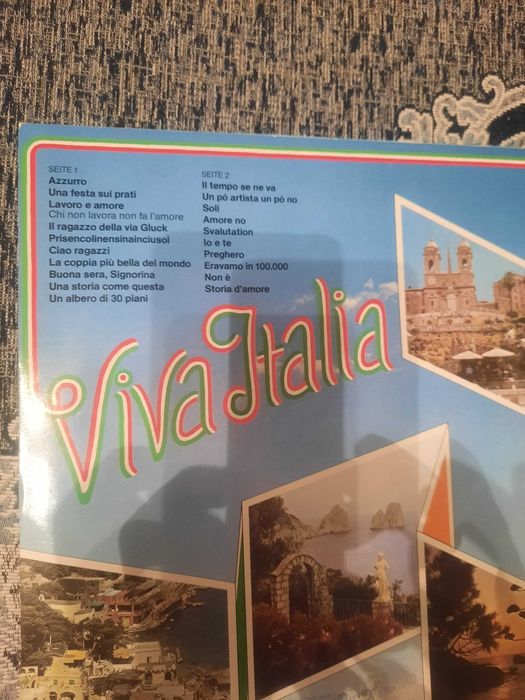 SEITE 1
Azzurro
Una festa sui prati
Lavoro e amore
Chi non lavora non fa l'amore
Il ragazzo della via Gluck
Prisencolinensinainciusol
Ciao ragazzi
La coppia più bella del mondo
Buona sera, Signorina
Una storia come questa
Un albero di 30 piani
SEITE 2
Il tempo se ne va
Un pó artista un pó no
Soli
Amore no
Svalutation
Io e te
Preghero
Eravamo in 100.000
Non è
Storia d'amore
Viva Italia